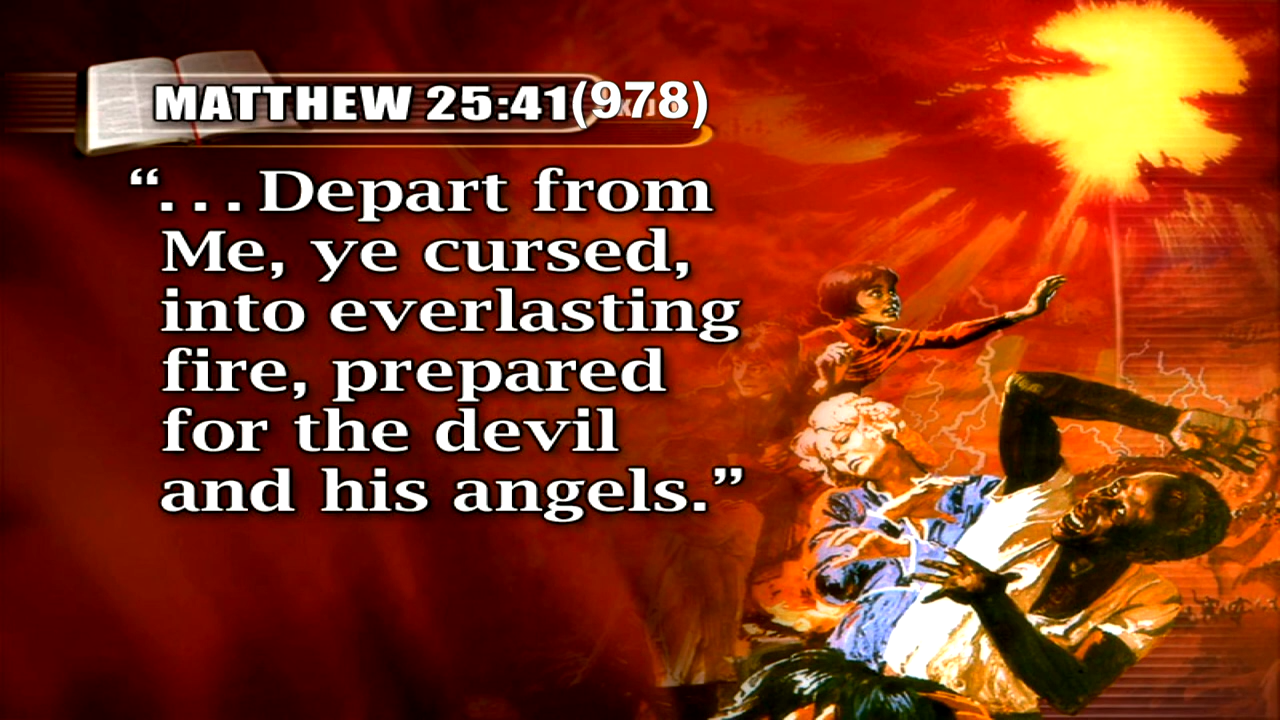 MATTHEW 25:41(978)
“. . . Depart from
Me, ye cursed,
into everlasting
fire, prepared
for the devil
and his angels.”